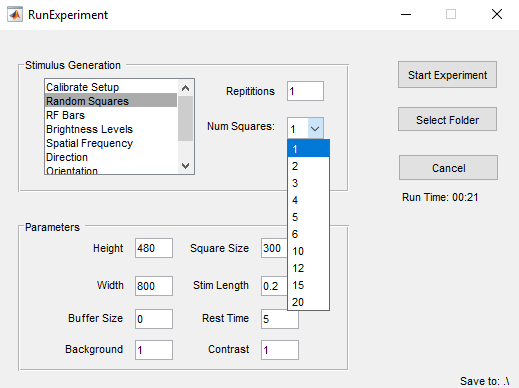 RunExperiment
Stimulus Generation
Calibrate Setup
Random Squares
RF Bars
Brightness Levels
Spatial Frequency
Direction
Orientation
Repititions 1
Num Squares: 1
1
2
3
4
5
6
10
12
15
20
Start Experiment
Select Folder
Cancel
Run Time: 00:21
Parameters
Height 480 Square Size 300
Width 800 Stim Length 0.2
Buffer Size 0 Rest Time 5
Background 1 Contrast 1
Save to: .\